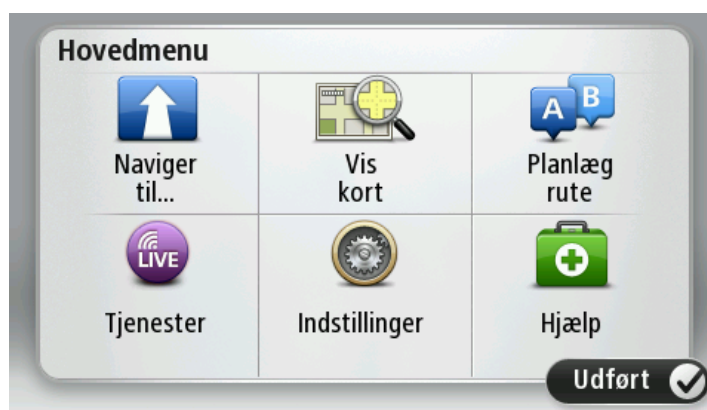 Hovedmenu
Naviger
til...
Vis
kort
A B
Planlæg
rute
LIVE
Tjenester
Indstillinger
Hjælp
Udført